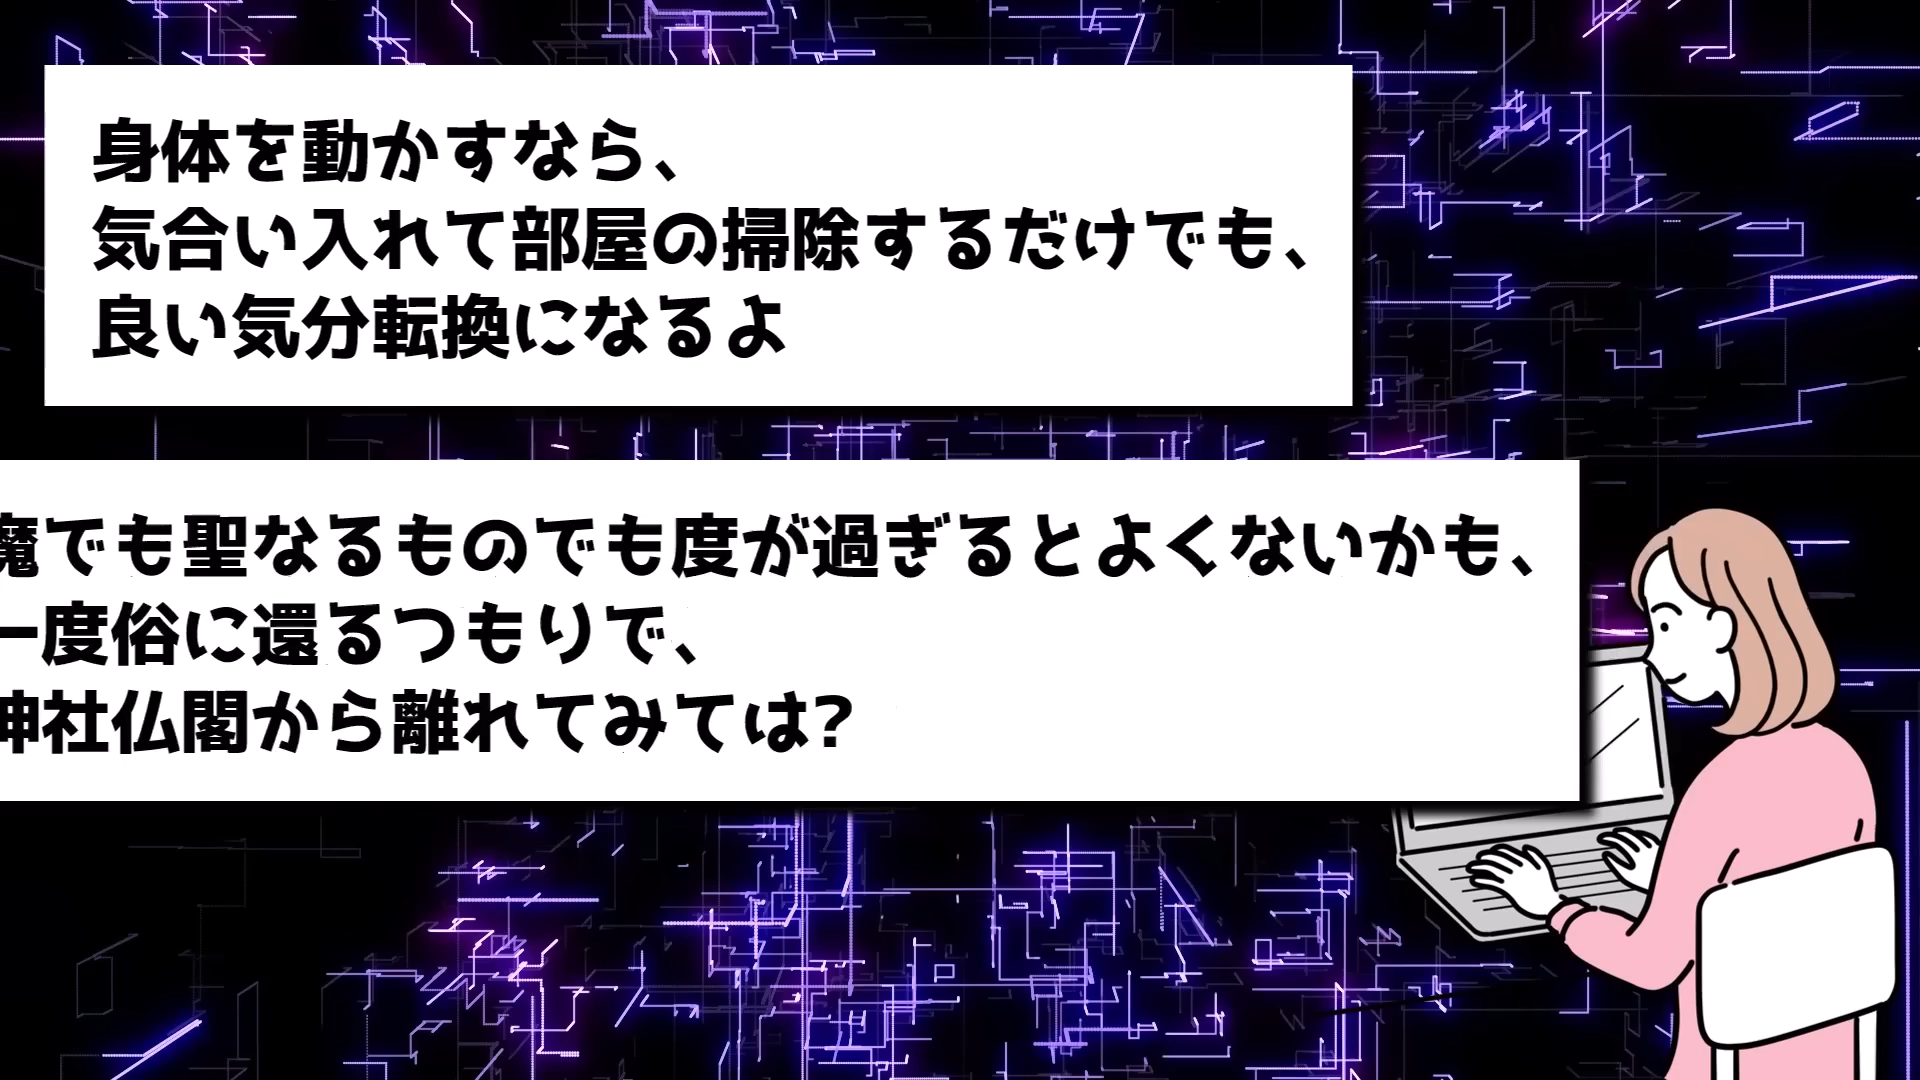 身体を動かすなら、
気合い入れて部屋の掃除するだけでも、
良い気分転換になるよ
魔でも聖なるものでも度が過ぎるとよくないかも、
一度俗に還るつもりで、
神社仏閣から離れてみては?